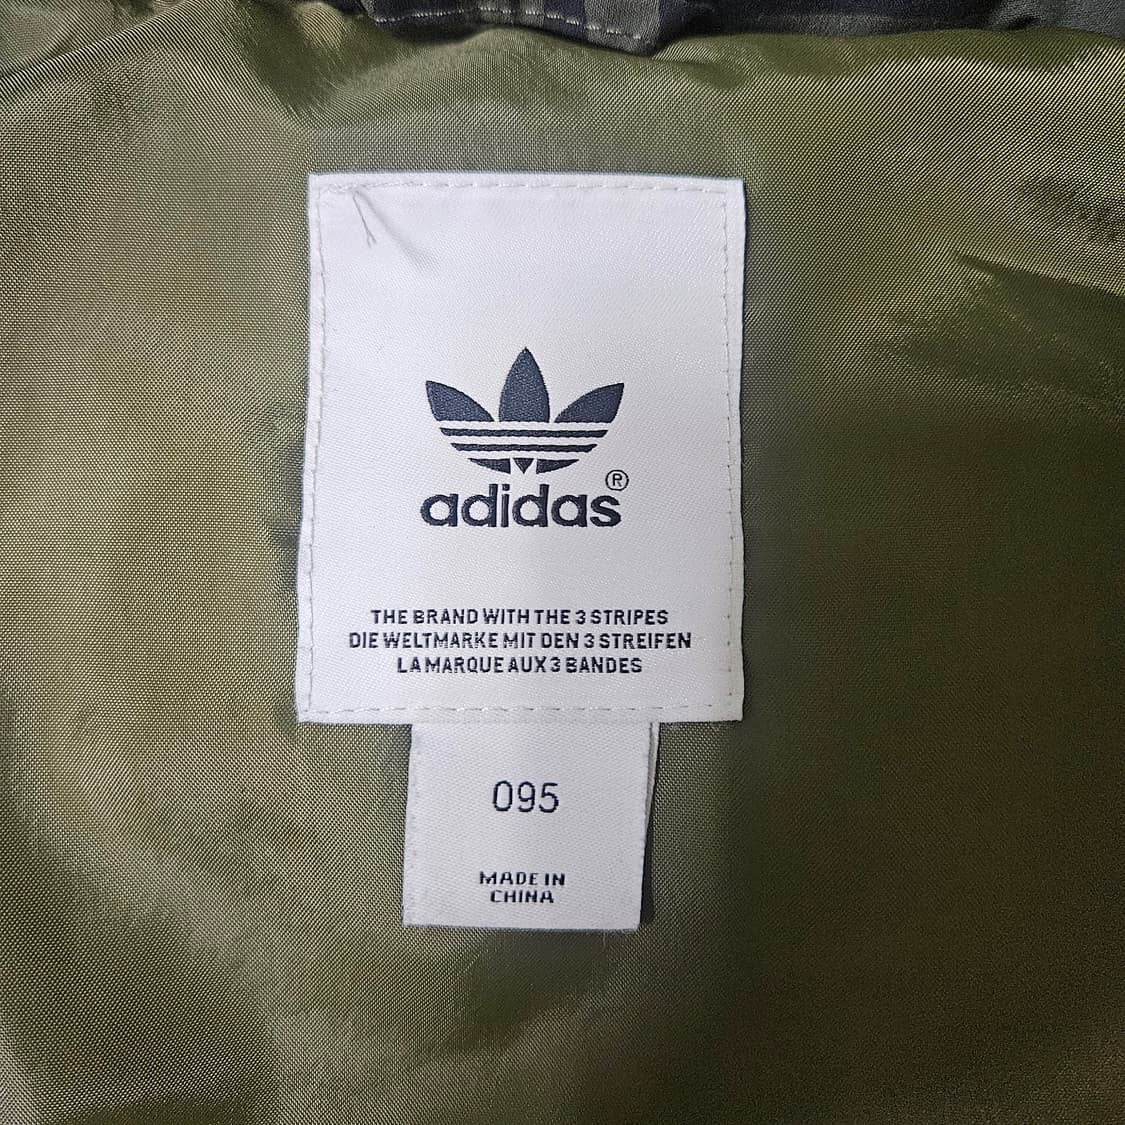 adidas®
THE BRAND WITH THE 3 STRIPES
DIE WELTMARKE MIT DEN 3 STREIFEN
LA MARQUE AUX 3 BANDES
095
MADE IN
CHINA